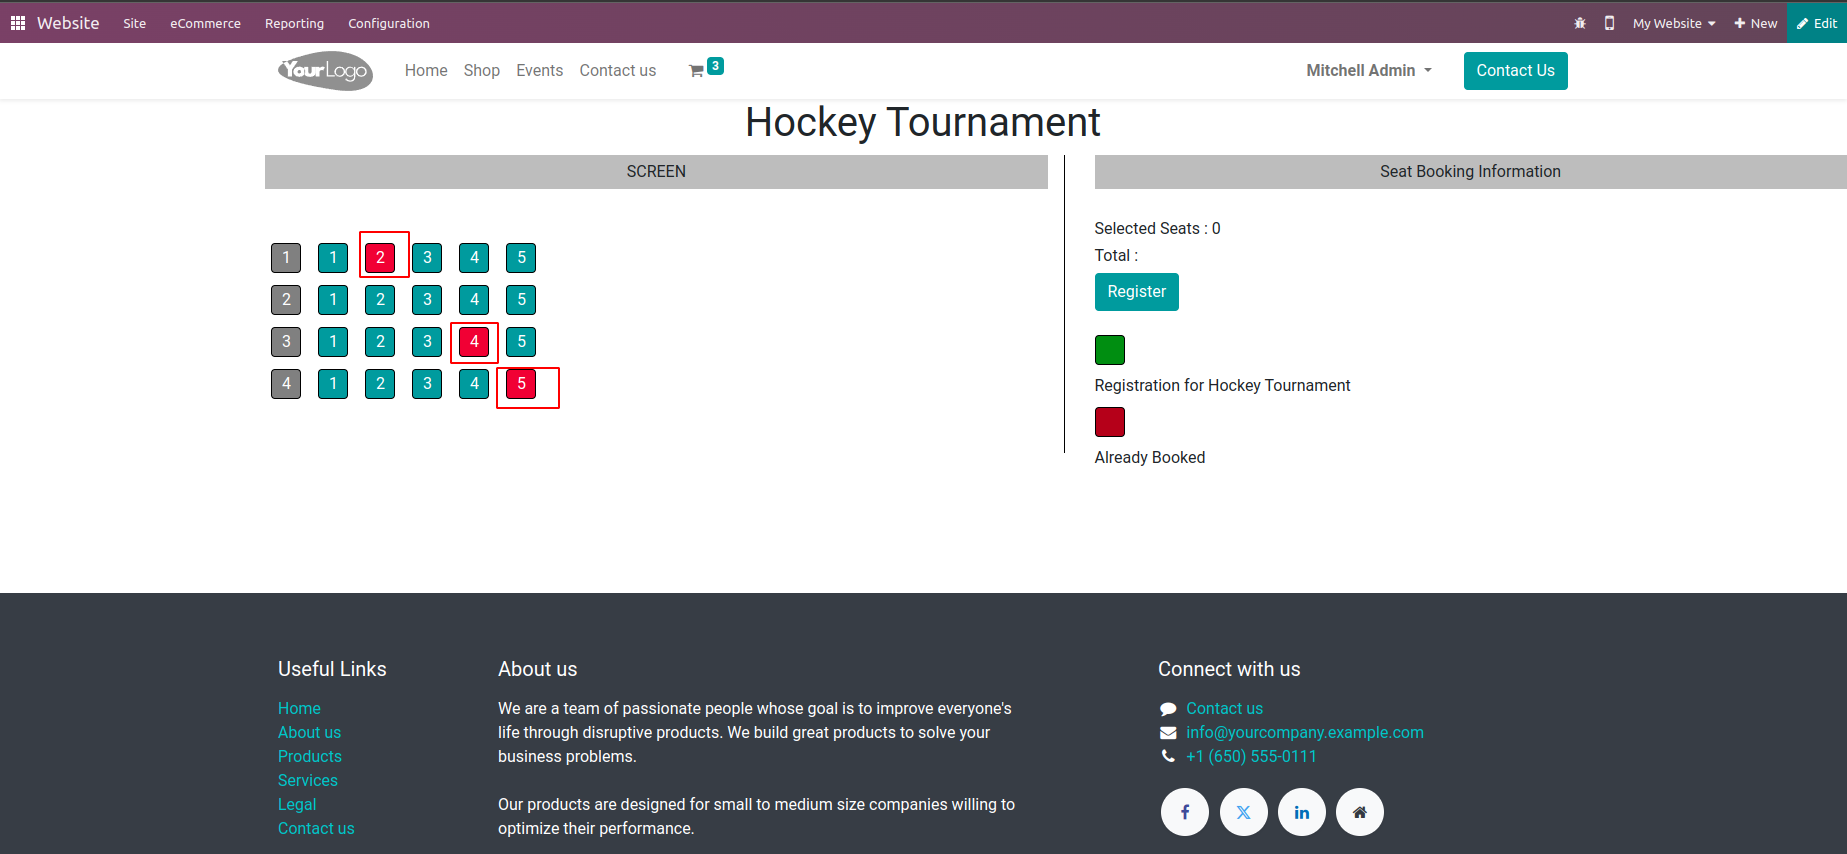 Website Site eCommerce Reporting Configuration My Website New Edit
YourLogo Home Shop Events Contact us 3 Mitchell Admin Contact Us
Hockey Tournament
SCREEN
1 1 2 3 4 5
2 1 2 3 4 5
3 1 2 3 4 5
4 1 2 3 4 5
Seat Booking Information
Selected Seats : 0
Total :
Register
Registration for Hockey Tournament
Already Booked
Useful Links
Home
About us
Products
Services
Legal
Contact us
About us
We are a team of passionate people whose goal is to improve everyone's
life through disruptive products. We build great products to solve your
business problems.
Our products are designed for small to medium size companies willing to
optimize their performance.
Connect with us
Contact us
info@yourcompany.example.com
+1 (650) 555-0111